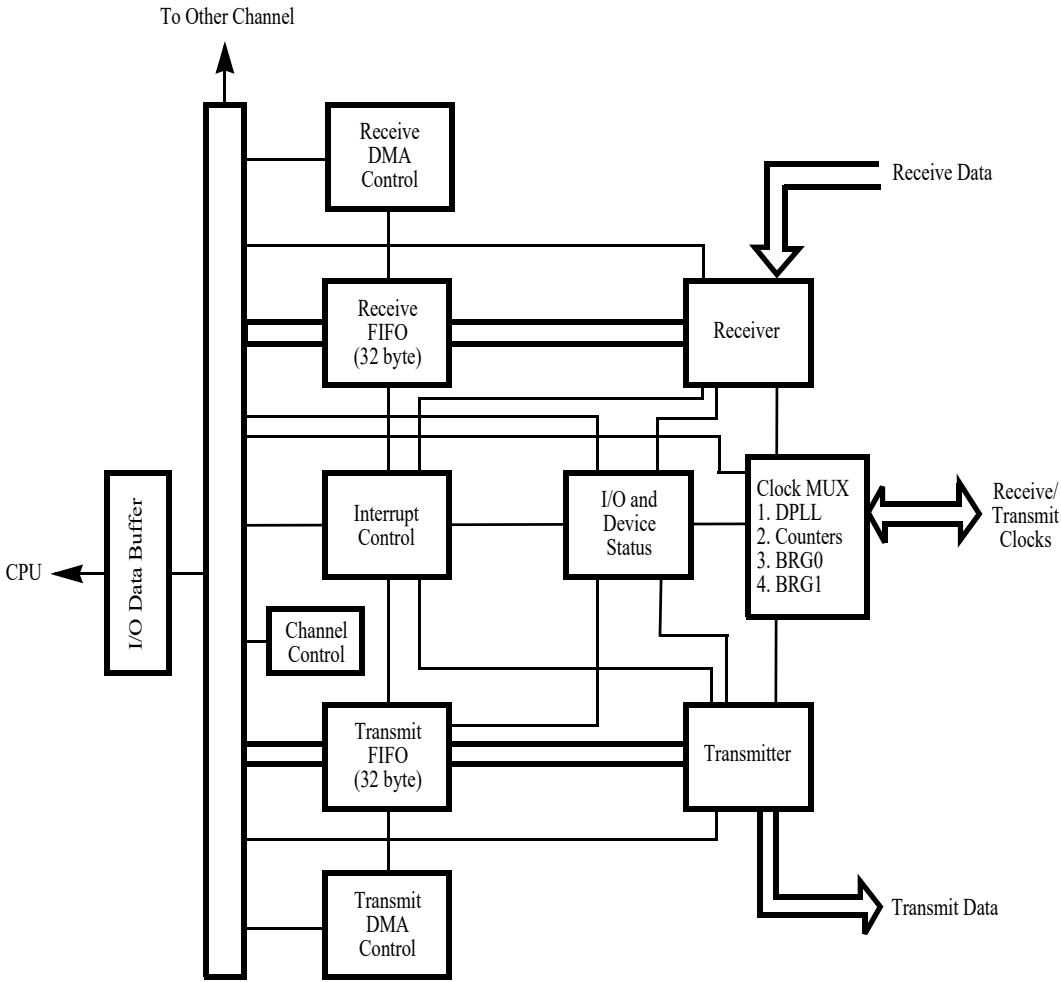 To Other Channel
Receive
DMA
Control
Receive Data
Receive
FIFO
(32 byte)
Receiver
I/O Data Buffer
CPU
Interrupt
Control
I/O and
Device
Status
Clock MUX
1. DPLL
2. Counters
3. BRG0
4. BRG1
Receive/
Transmit
Clocks
Channel
Control
Transmit
FIFO
(32 byte)
Transmitter
Transmit
DMA
Control
Transmit Data